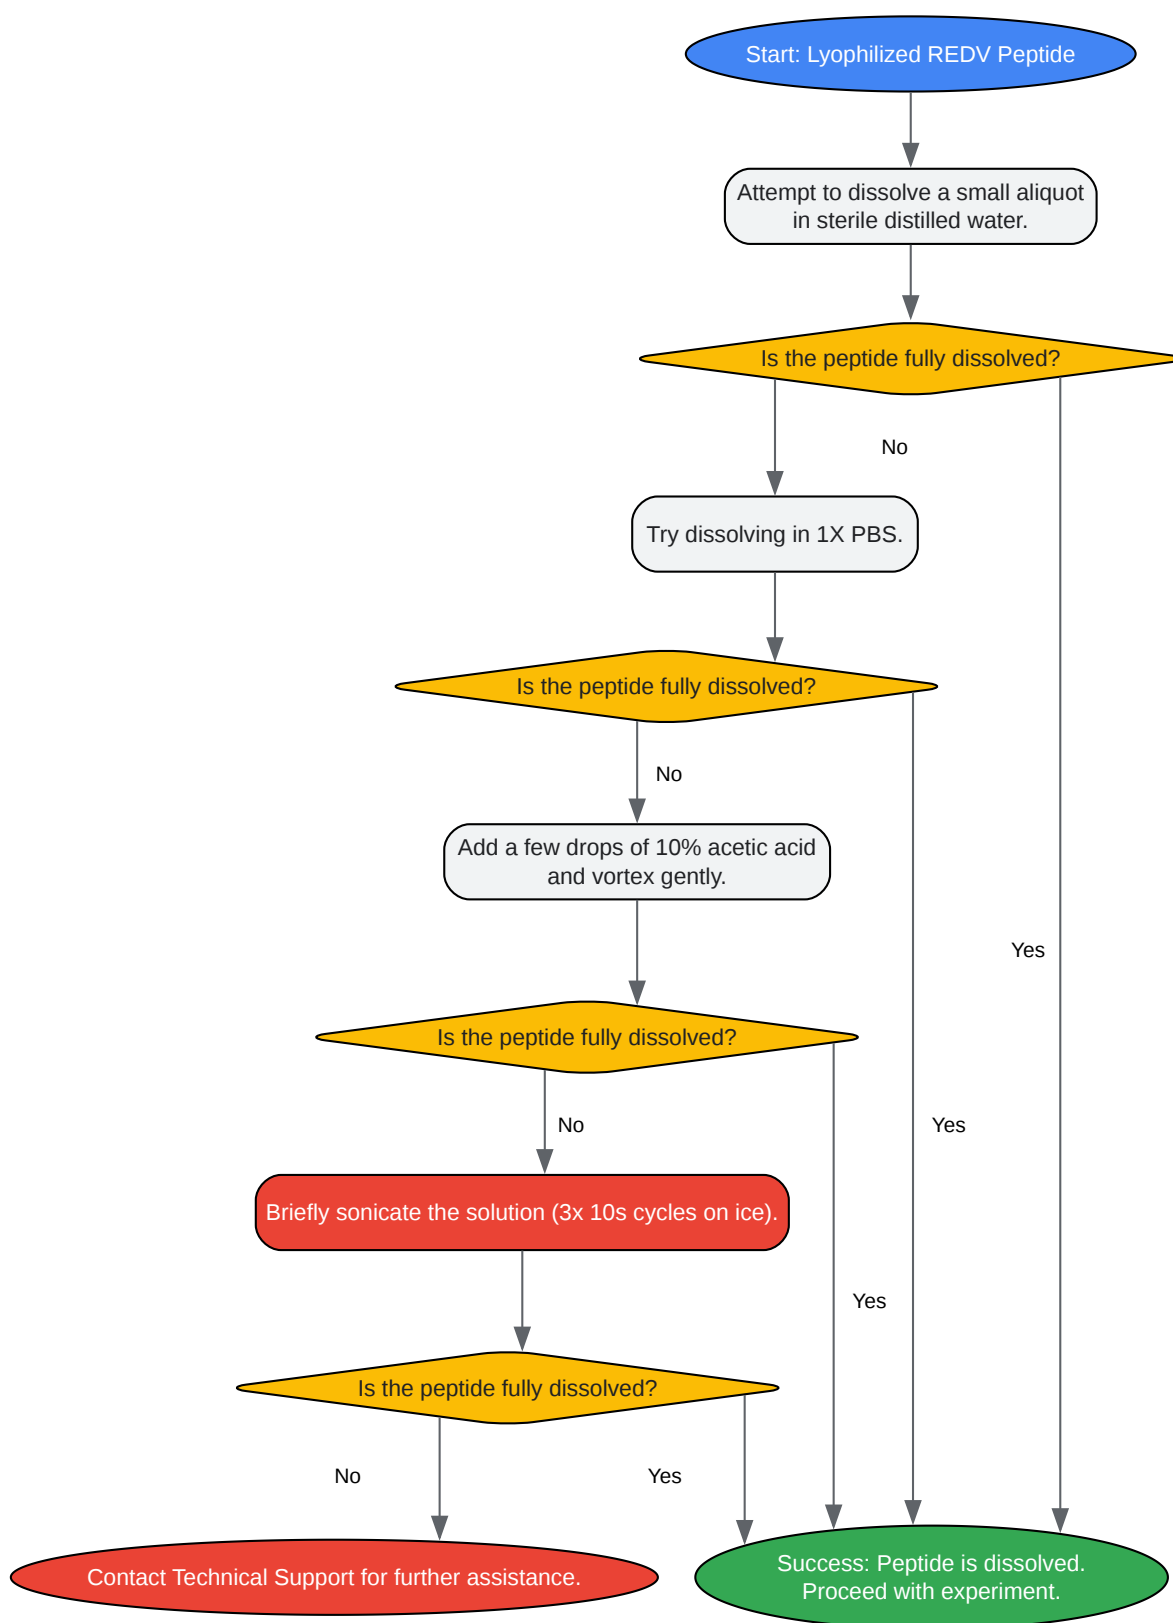 Start: Lyophilized REDV Peptide
Attempt to dissolve a small aliquot
in sterile distilled water.
Is the peptide fully dissolved?
No
Try dissolving in 1X PBS.
Is the peptide fully dissolved?
No
Add a few drops of 10% acetic acid
and vortex gently.
Yes
Is the peptide fully dissolved?
No
Yes
Briefly sonicate the solution (3x 10s cycles on ice).
Yes
Is the peptide fully dissolved?
No
Yes
Contact Technical Support for further assistance.
Success: Peptide is dissolved.
Proceed with experiment.